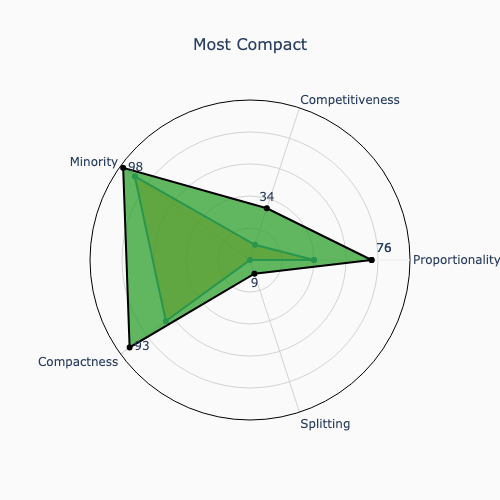 Most Compact
Competitiveness
Minority
98
34
76
Proportionality
9
93
Compactness
Splitting